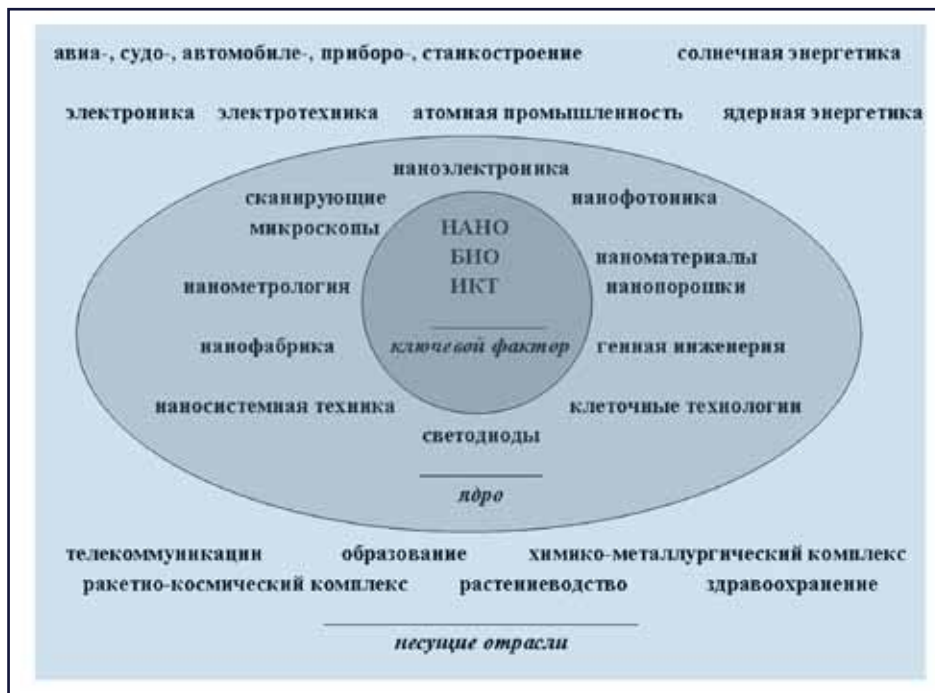 авиа-, судо-, автомобиле-, приборо-, станкостроение солнечная энергетика
электроника электротехника атомная промышленность ядерная энергетика
наноэлектроника
сканирующие нанофотоника
микроскопы НАНО
БИО наноматериалы
нанометрология ИКТ нанопорошки
нанофабрика ключевой фактор генная инженерия
наносистемная техника клеточные технологии
светодиоды
ядро
телекоммуникации образование химико-металлургический комплекс
ракетно-космический комплекс растениеводство здравоохранение
несущие отрасли